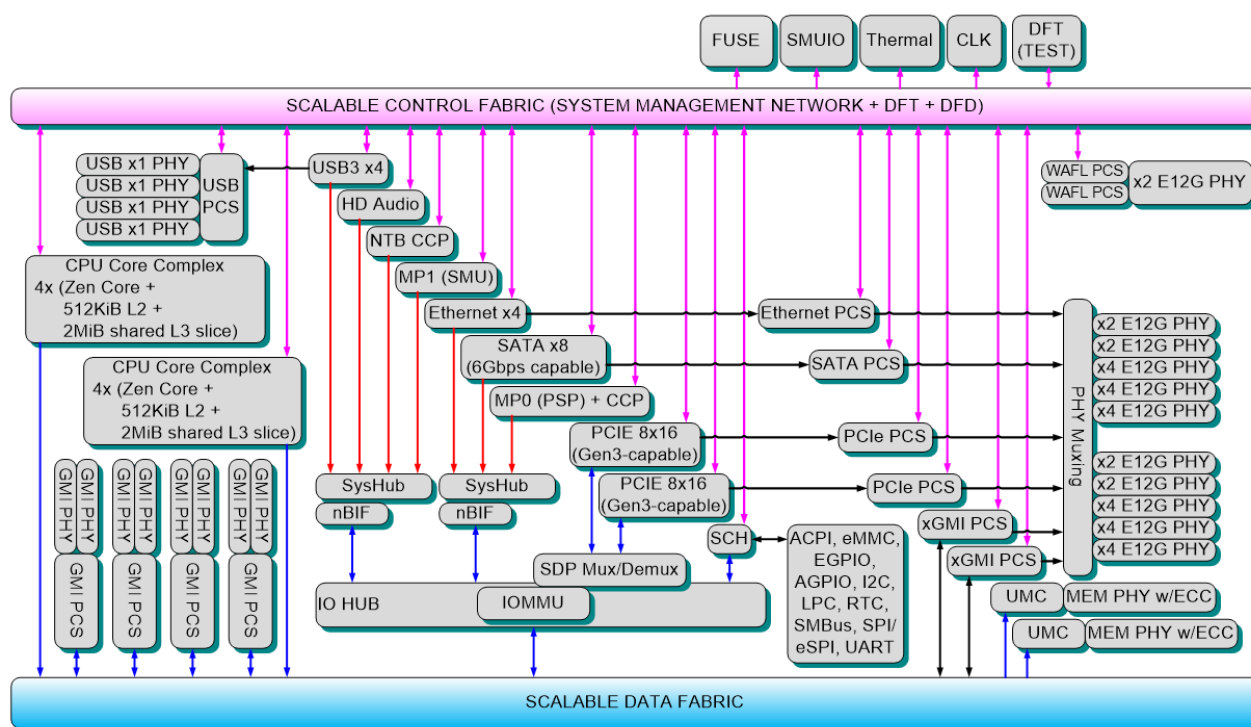 FUSE
SMUIO
Thermal
CLK
DFT
(TEST)
SCALABLE CONTROL FABRIC (SYSTEM MANAGEMENT NETWORK + DFT + DFD)
USB x1 PHY
USB x1 PHY
USB x1 PHY
USB x1 PHY
USB
PCS
USB3 x4
HD Audio
NTB CCP
MP1 (SMU)
Ethernet x4
SATA x8
(6Gbps capable)
MP0 (PSP) + CCP
PCIE 8x16
(Gen3-capable)
PCIE 8x16
(Gen3-capable)
WAFL PCS
WAFL PCS
x2 E12G PHY
CPU Core Complex
4x (Zen Core +
512KiB L2 +
2MiB shared L3 slice)
CPU Core Complex
4x (Zen Core +
512KiB L2 +
2MiB shared L3 slice)
Ethernet PCS
SATA PCS
PCIe PCS
PCIe PCS
xGMI PCS
xGMI PCS
PHY Muxing
x2 E12G PHY
x2 E12G PHY
x4 E12G PHY
x4 E12G PHY
x4 E12G PHY
x2 E12G PHY
x2 E12G PHY
x4 E12G PHY
x4 E12G PHY
x4 E12G PHY
GMI PHY
GMI PHY
GMI PHY
GMI PHY
GMI PHY
GMI PHY
GMI PHY
GMI PHY
GMI PCS
GMI PCS
GMI PCS
GMI PCS
SysHub
nBIF
SysHub
nBIF
SCH
ACPI, eMMC,
EGPIO,
AGPIO, I2C,
LPC, RTC,
SMBus, SPI/
eSPI, UART
SDP Mux/Demux
IO HUB
IOMMU
UMC
MEM PHY w/ECC
UMC
MEM PHY w/ECC
SCALABLE DATA FABRIC